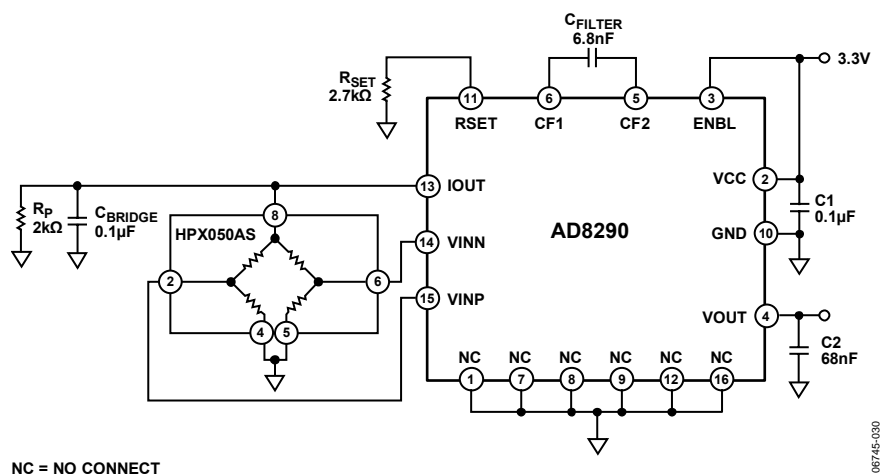 CFILTER
6.8nF
RSET
2.7kΩ
3.3V
11
6
5
3
RSET
CF1
CF2
ENBL
IOUT
13
VCC
2
C1
0.1µF
RP
2kΩ
CBRIDGE
0.1µF
8
HPX050AS
14
VINN
AD8290
GND
10
2
6
15
VINP
VOUT
4
4
5
C2
68nF
NC
NC
NC
NC
NC
NC
1
7
8
9
12
16
NC = NO CONNECT
06745-030